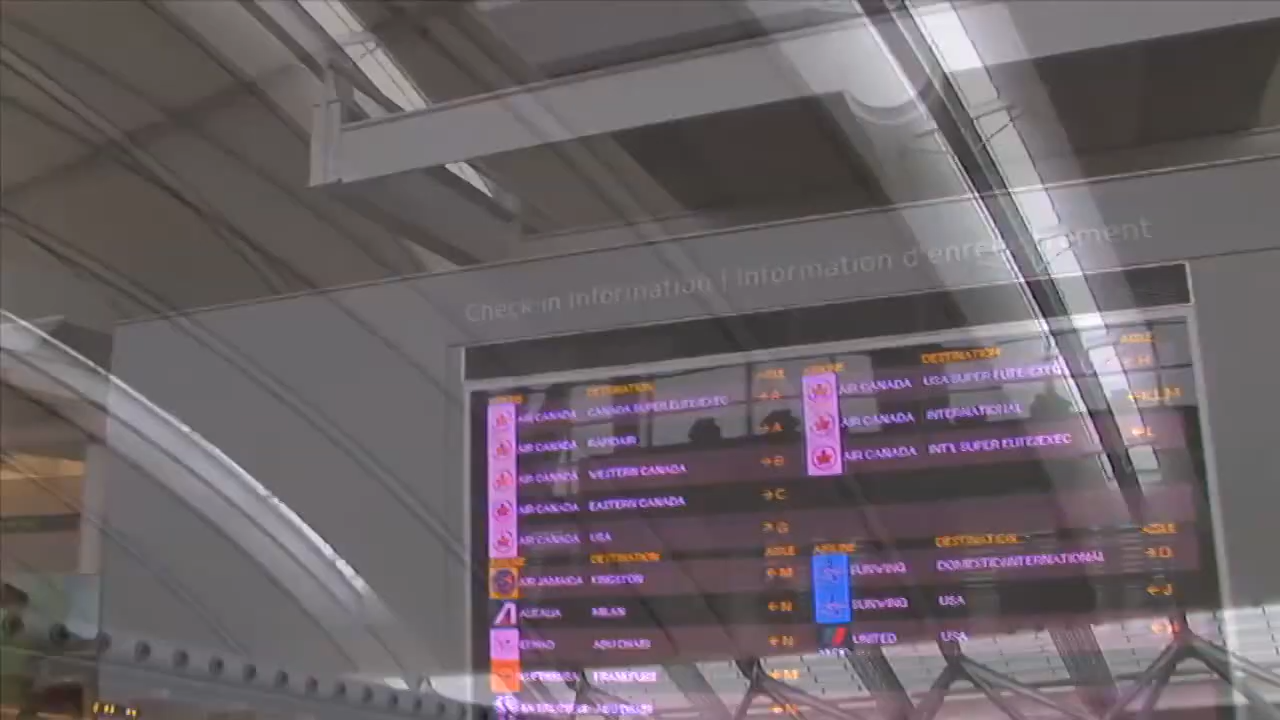 Check-in Information | Information d'enregistrement
DESTINATION AISLE
AIR CANADA CANADA SUPER ELITE/EXEC → A
AIR CANADA RAPIDAIR → A
AIR CANADA WESTERN CANADA → B
AIR CANADA EASTERN CANADA → C
AIR CANADA USA G
DESTINATION AISLE
AIR JAMAICA KINGSTON ← M
ALITALIA MILAN ← N
ETIHAD ABU DHABI ← N
LUFTHANSA FRANKFURT ← M
← N
AIRLINE DESTINATION AISLE
AIR CANADA USA SUPER ELITE/EXEC H
AIR CANADA INTERNATIONAL
AIR CANADA INT'L SUPER ELITE/EXEC ← L
AIRLINE DESTINATION AISLE
SUNWING DOMESTIC/INTERNATIONAL → D
SUNWING USA ← J
UNITED USA